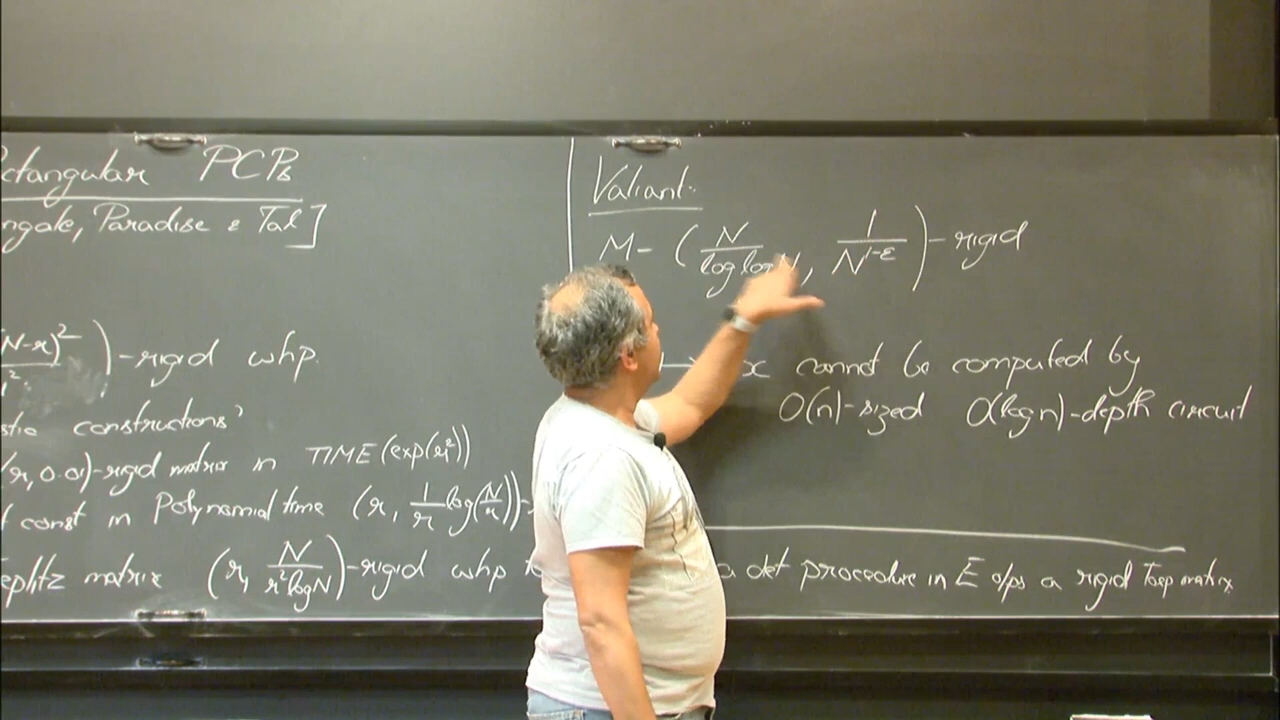 ctangular PCPs
ngale, Paradise & Tal]
(N-r)²
)-rigid whp.
stic constructions'
(r, 0.01)-rigid matrix in TIME(exp(r²))
const in Polynomial time (r, 1/r log(N/r))-
eplitz matrix (r, N/(r² log N))-rigid whp
Valiant:
M - (N/(log log N), 1/N^(1-ε))-rigid
x cannot be computed by
O(n)-sized O(log n)-depth circuit
a det procedure in E o/ps a rigid Toep matrix